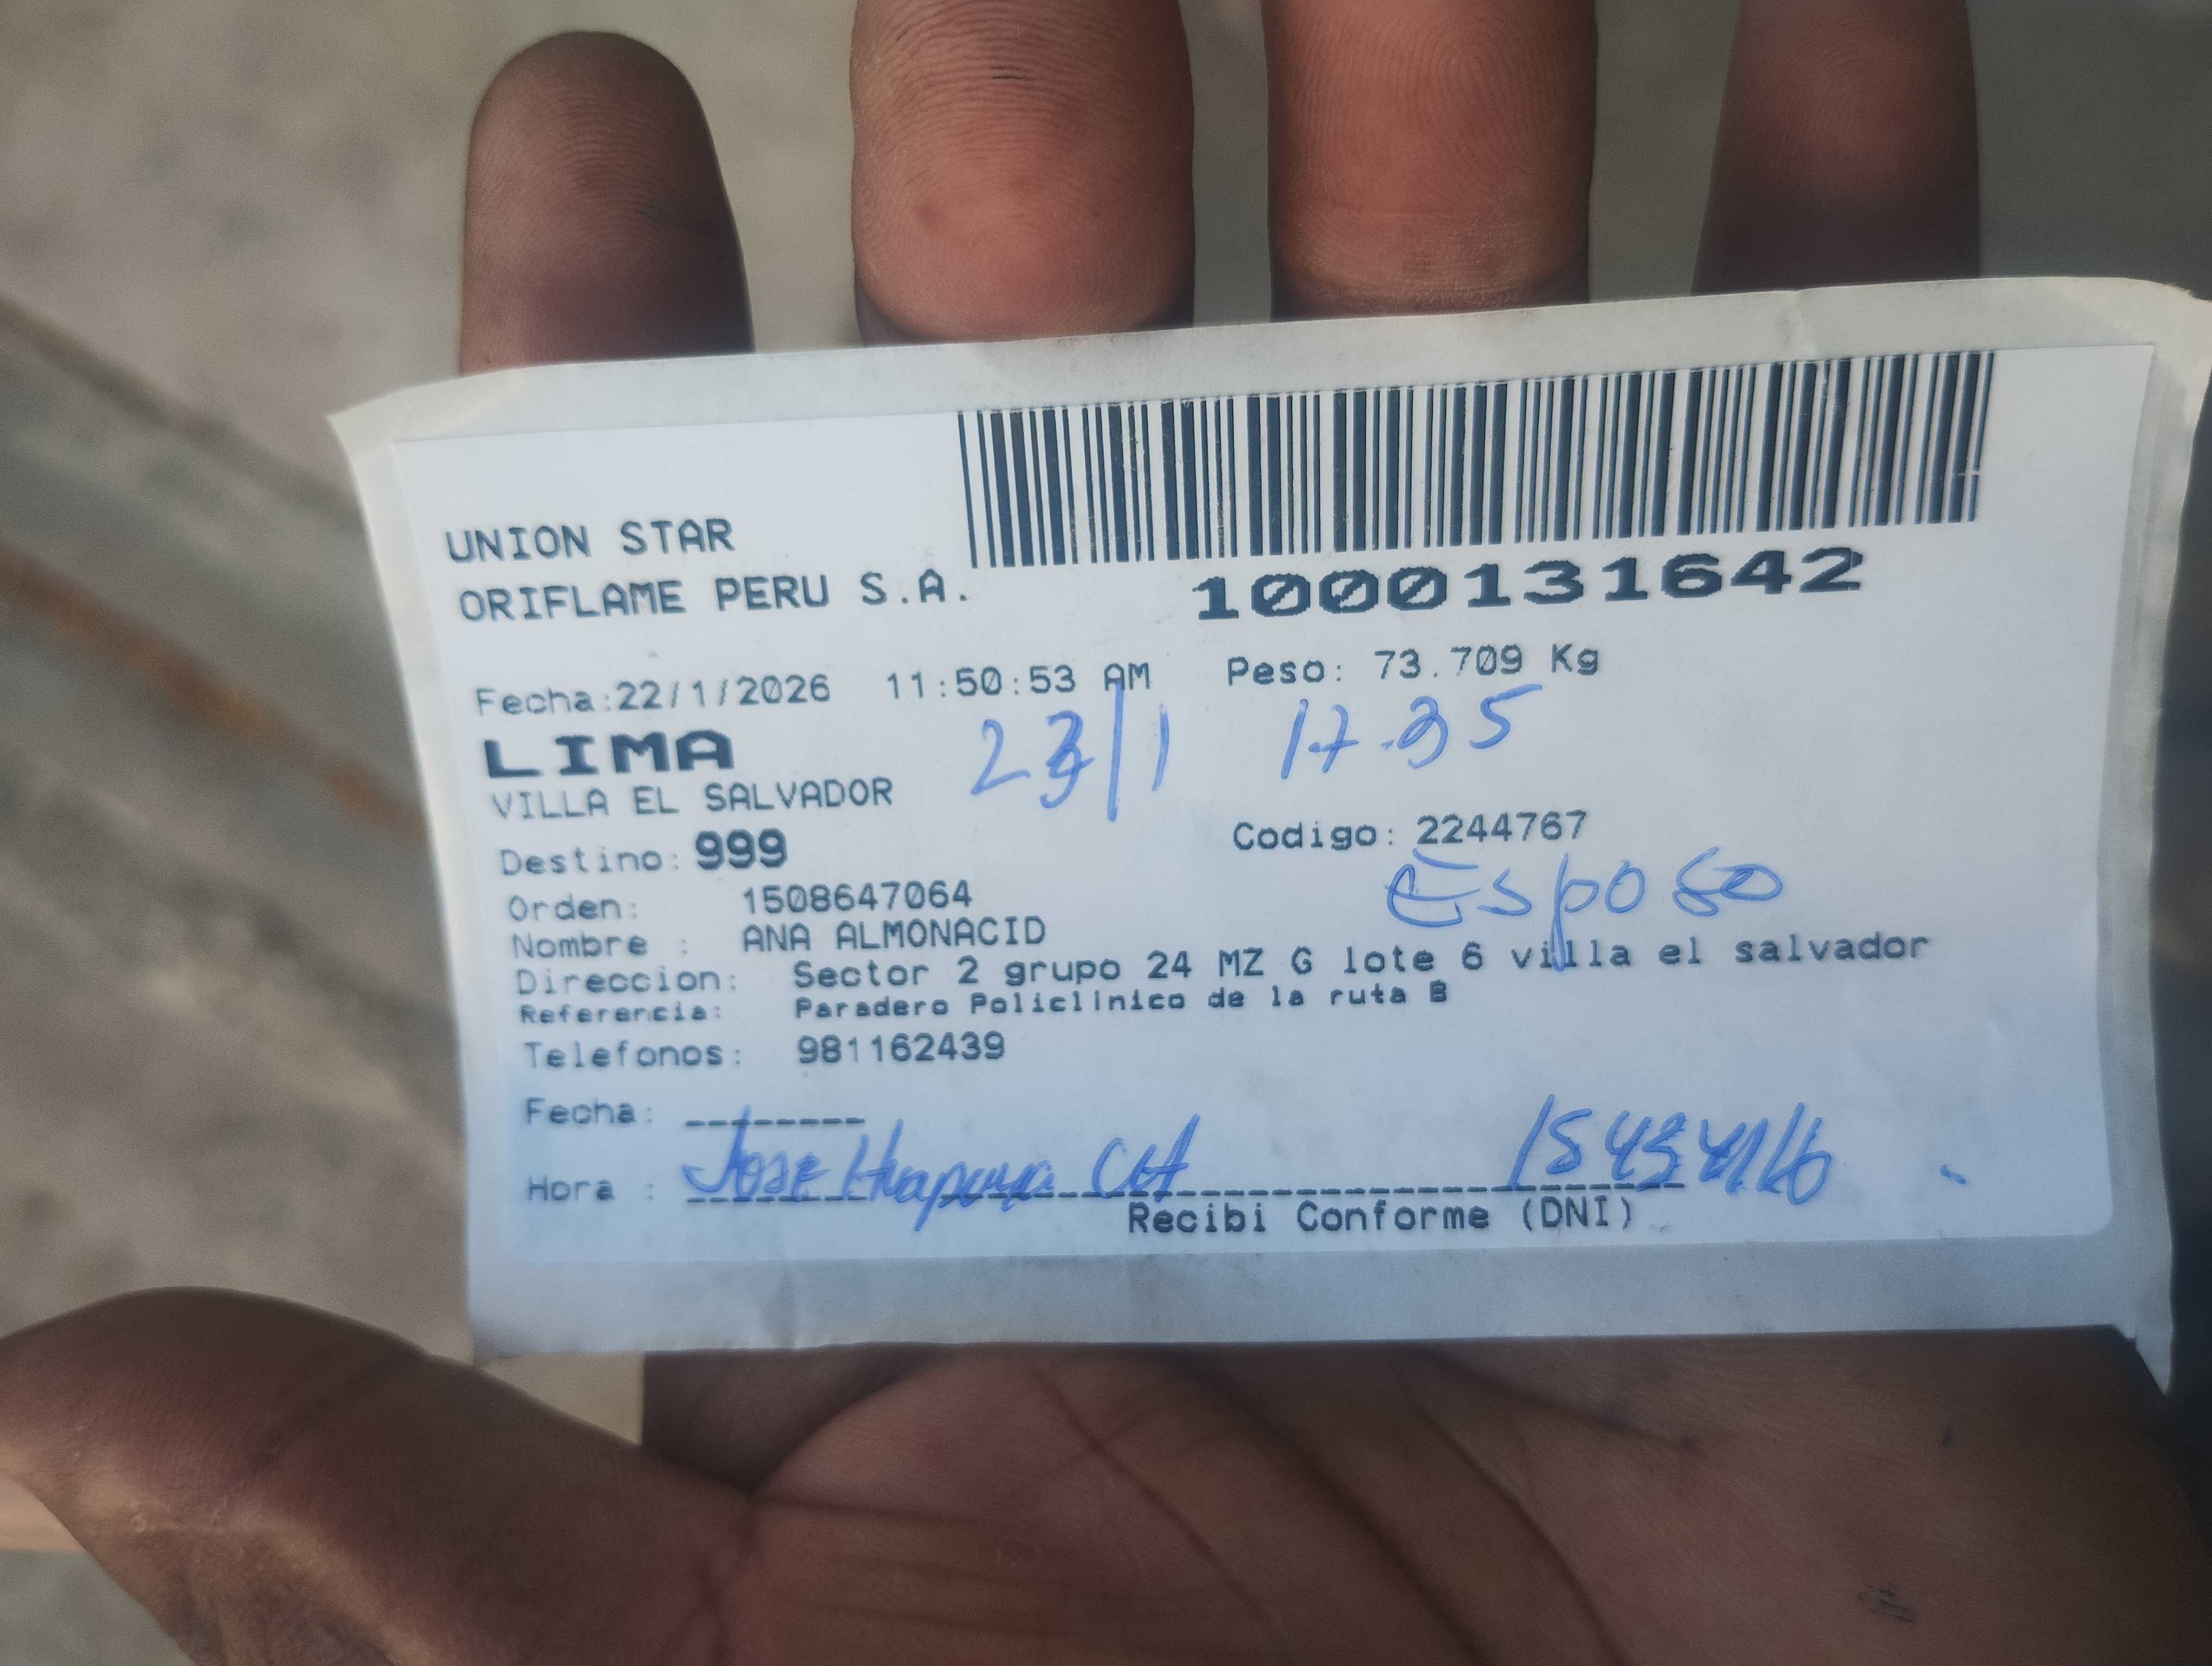 UNION STAR
ORIFLAME PERU S.A.
1000131642
Fecha:22/1/2026 11:50:53 AM Peso: 73.709 Kg
LIMA 23/1 17.35
VILLA EL SALVADOR
Destino: 999 Codigo: 2244767
Orden: 1508647064 Esposo
Nombre : ANA ALMONACID
Direccion: Sector 2 grupo 24 MZ G lote 6 villa el salvador
Referencia: Paradero Policlinico de la ruta B
Telefonos: 981162439
Fecha:
Hora : Jose Huapaya
Recibi Conforme (DNI)